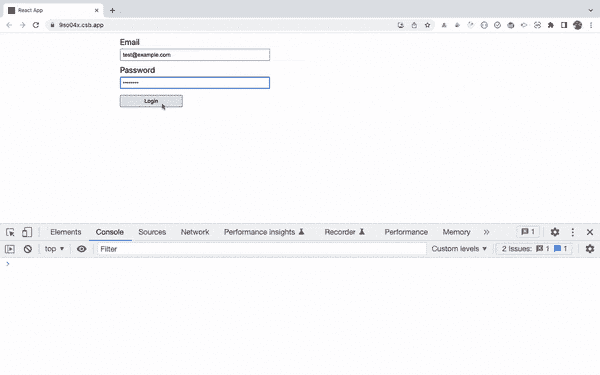 React App
9so04x.csb.app
Email
test@example.com
Password
••••••••
Login
Elements Console Sources Network Performance insights Recorder Performance Memory » 1
top ▼ Filter Custom levels ▼ 2 Issues: 1 1
>